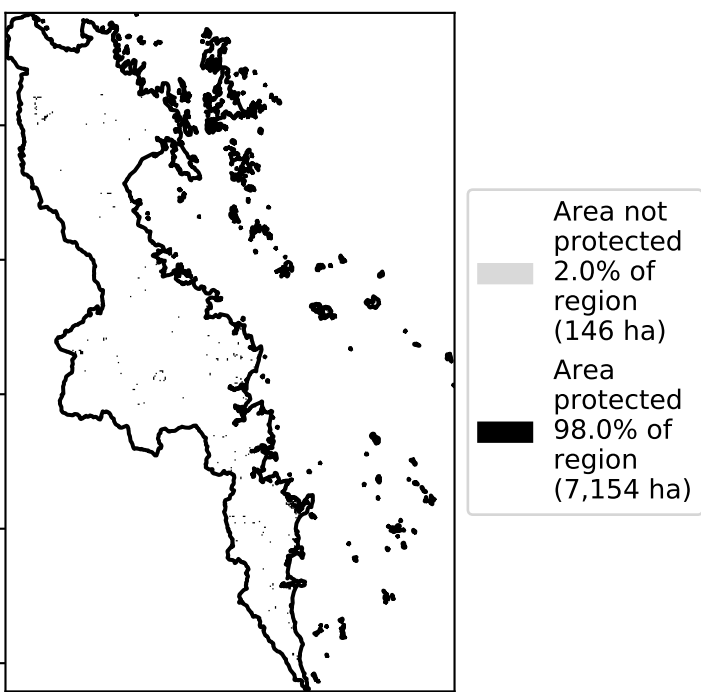 Area not
protected
2.0% of
region
(146 ha)
Area
protected
98.0% of
region
(7,154 ha)